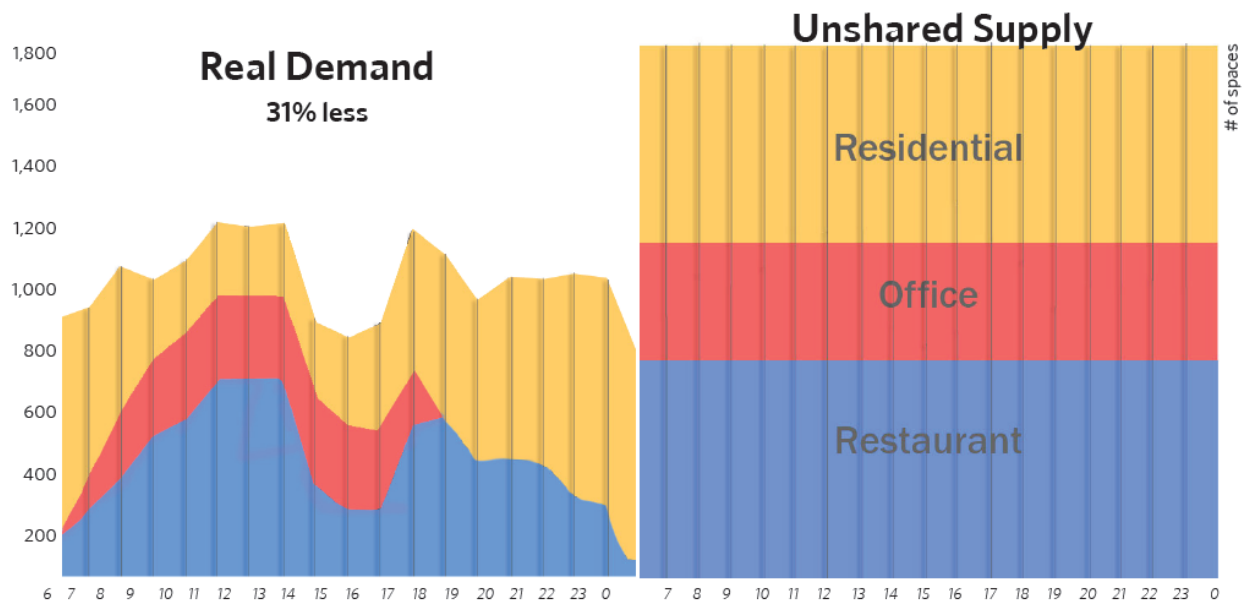 Real Demand
31% less
1,800
1,600
1,400
1,200
1,000
800
600
400
200
6 7 8 9 10 11 12 13 14 15 16 17 18 19 20 21 22 23 0
Unshared Supply
# of spaces
Residential
Office
Restaurant
7 8 9 10 11 12 13 14 15 16 17 18 19 20 21 22 23 0